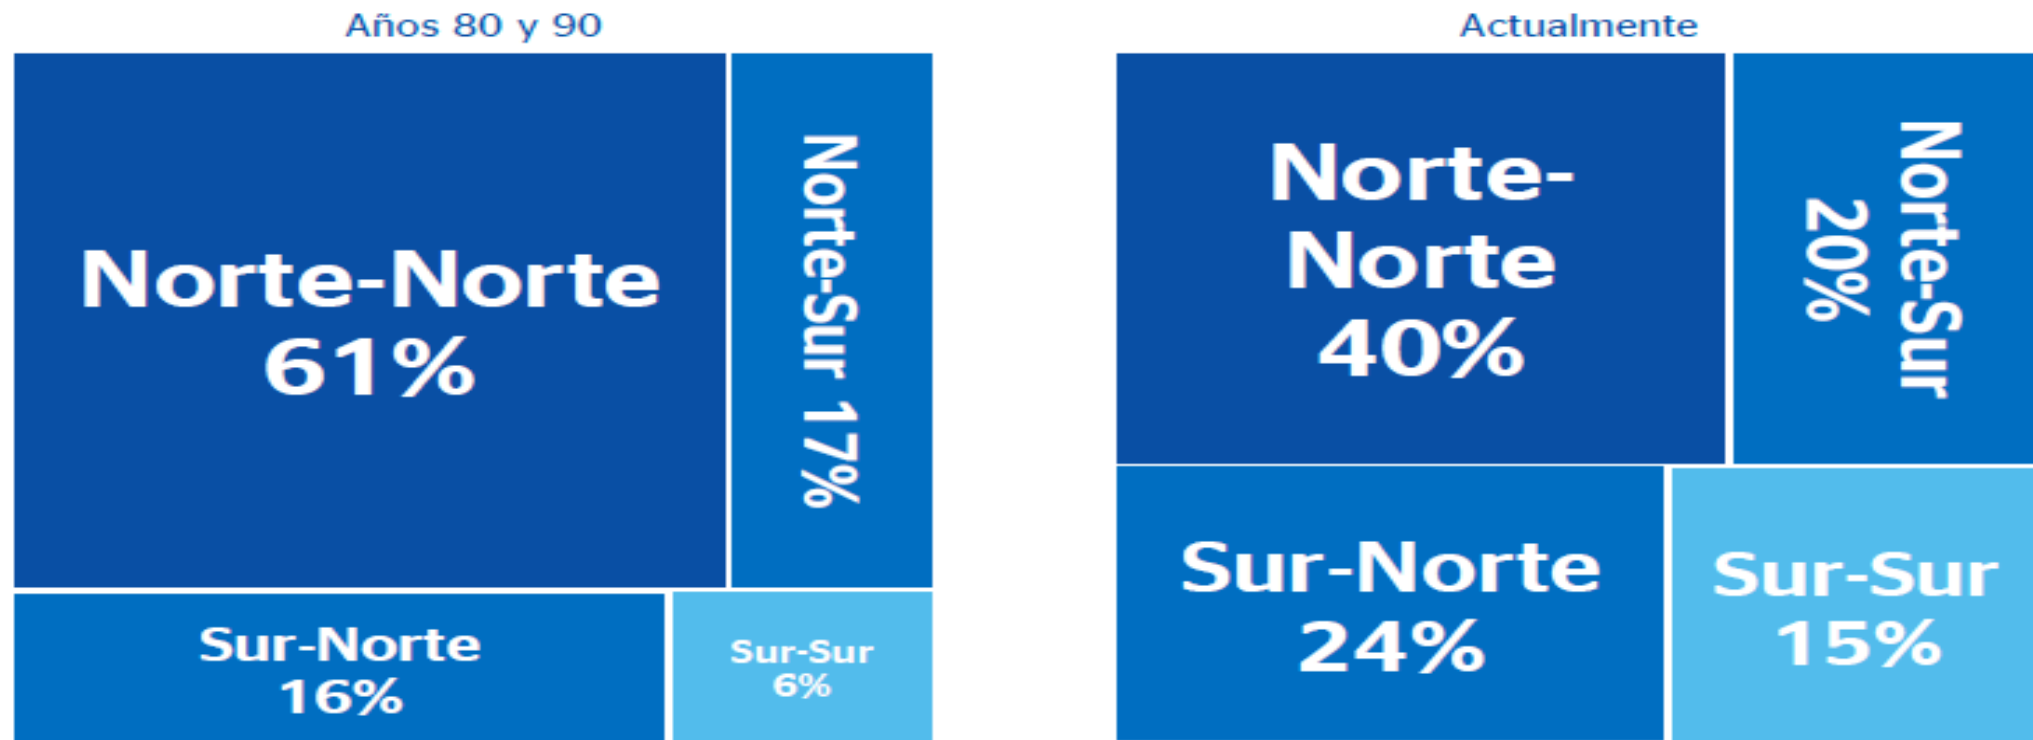 Años 80 y 90
Norte-Norte
61%
Norte-Sur 17%
Sur-Norte
16%
Sur-Sur
6%
Actualmente
Norte-
Norte
40%
Norte-Sur
20%
Sur-Norte
24%
Sur-Sur
15%